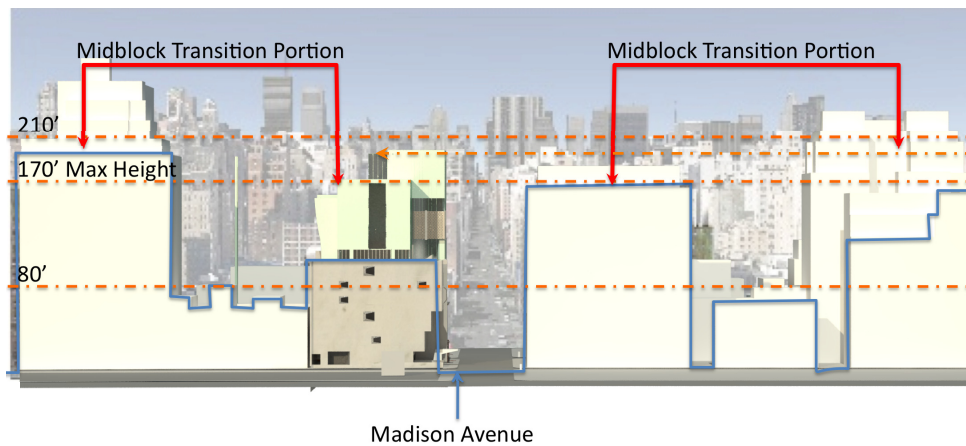 Midblock Transition Portion
Midblock Transition Portion
210’
170’ Max Height
80’
Madison Avenue